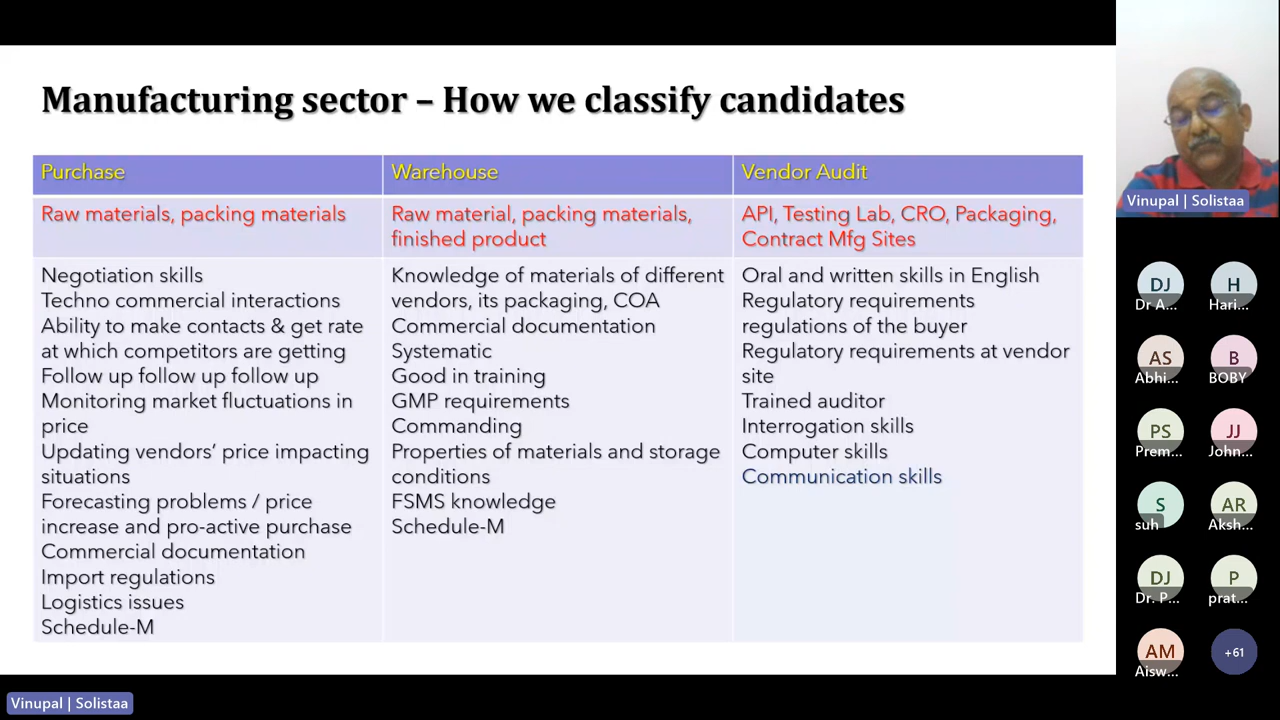 Manufacturing sector – How we classify candidates
Purchase
Warehouse
Vendor Audit
Raw materials, packing materials
Raw material, packing materials,
finished product
API, Testing Lab, CRO, Packaging,
Contract Mfg Sites
Negotiation skills
Techno commercial interactions
Ability to make contacts & get rate
at which competitors are getting
Follow up follow up follow up
Monitoring market fluctuations in
price
Updating vendors’ price impacting
situations
Forecasting problems / price
increase and pro-active purchase
Commercial documentation
Import regulations
Logistics issues
Schedule-M
Knowledge of materials of different
vendors, its packaging, COA
Commercial documentation
Systematic
Good in training
GMP requirements
Commanding
Properties of materials and storage
conditions
FSMS knowledge
Schedule-M
Oral and written skills in English
Regulatory requirements
regulations of the buyer
Regulatory requirements at vendor
site
Trained auditor
Interrogation skills
Computer skills
Communication skills
Vinupal | Solistaa
DJ
Dr A...
H
Hari...
AS
Abhi...
B
BOBY
PS
Prem...
JJ
John...
S
suh
AR
Aksh...
DJ
Dr. P...
P
prat...
AM
Aisw...
+61
Vinupal | Solistaa